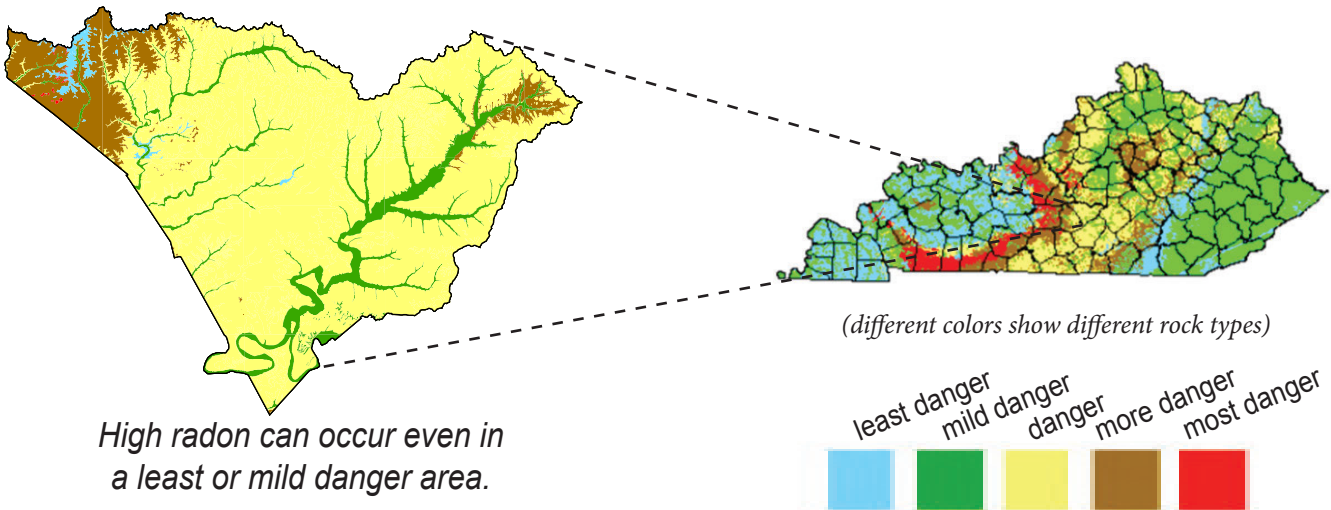 High radon can occur even in
a least or mild danger area.
(different colors show different rock types)
least danger
mild danger
danger
more danger
most danger